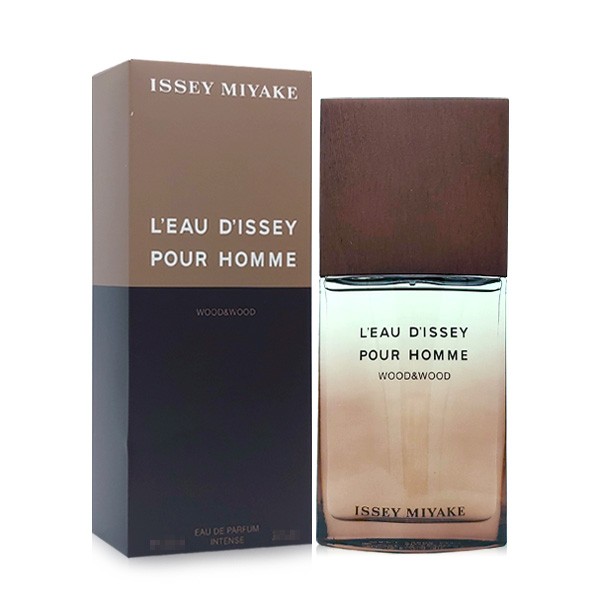 ISSEY MIYAKE
L'EAU D'ISSEY
POUR HOMME
WOOD&WOOD
EAU DE PARFUM
INTENSE
L'EAU D'ISSEY
POUR HOMME
WOOD&WOOD
ISSEY MIYAKE